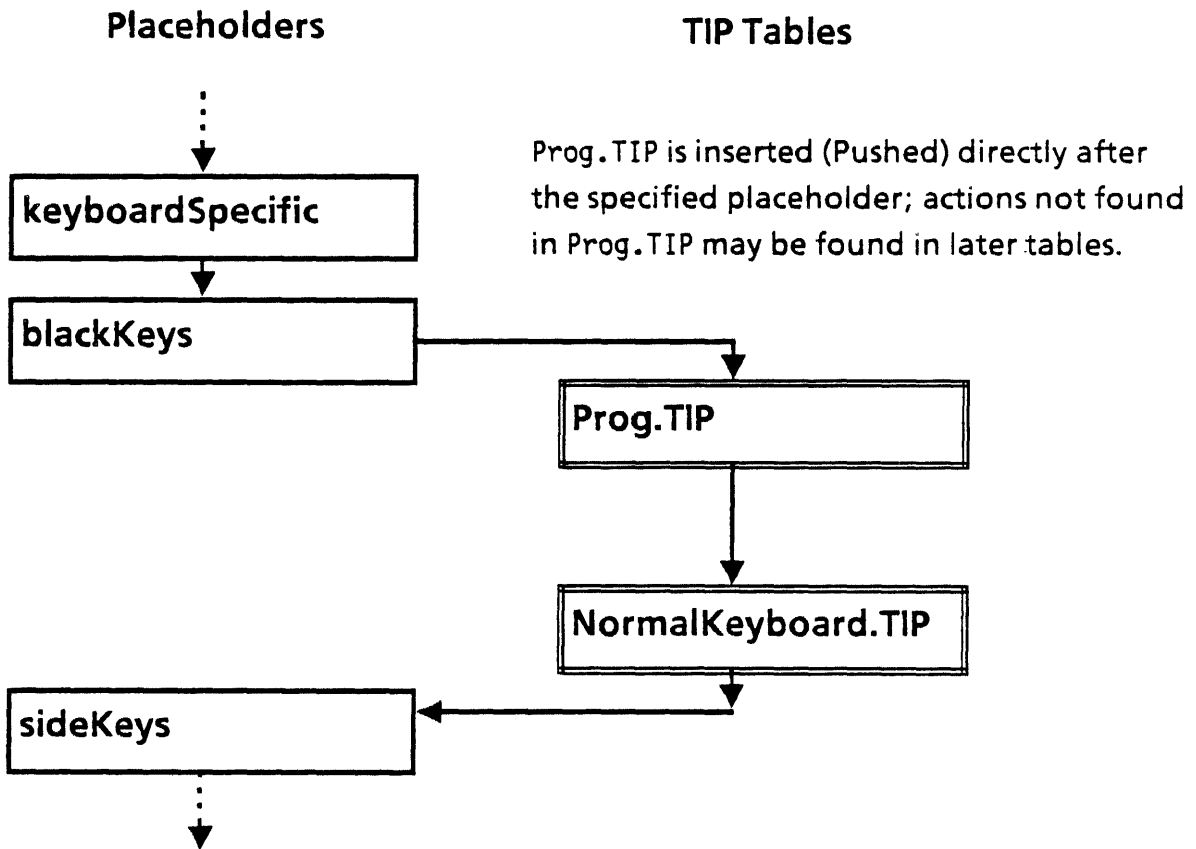 Placeholders
TIP Tables
Prog.TIP is inserted (Pushed) directly after
the specified placeholder; actions not found
in Prog.TIP may be found in later tables.
keyboardSpecific
blackKeys
Prog.TIP
NormalKeyboard.TIP
sideKeys